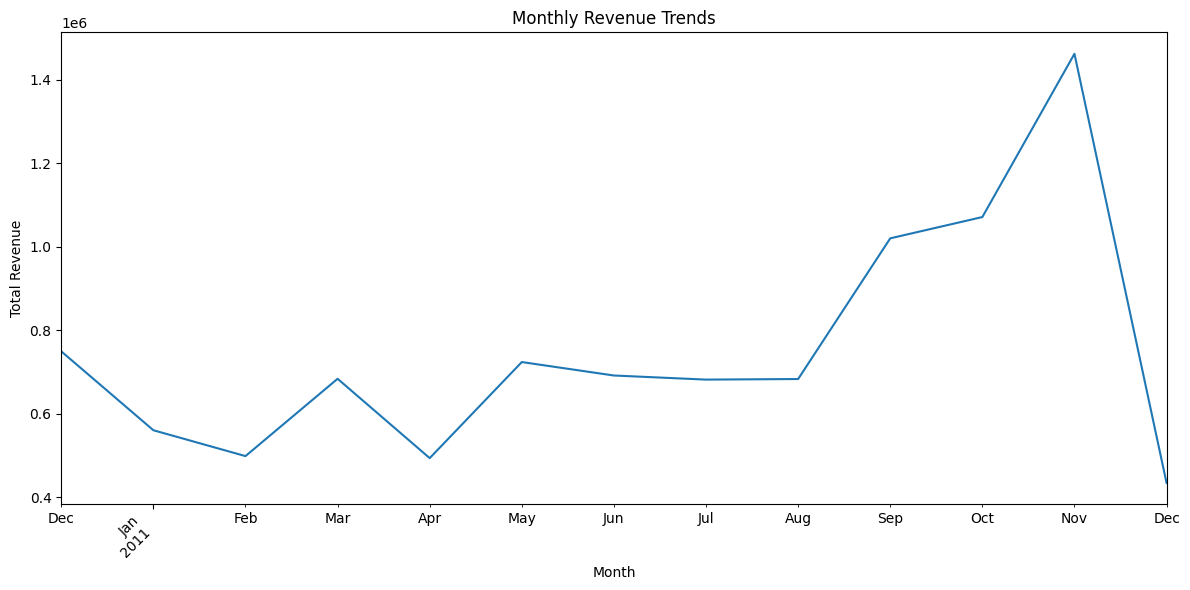 Monthly Revenue Trends
1e6
1.4
1.2
1.0
0.8
0.6
0.4
Total Revenue
Dec Jan Feb Mar Apr May Jun Jul Aug Sep Oct Nov Dec
2011
Month